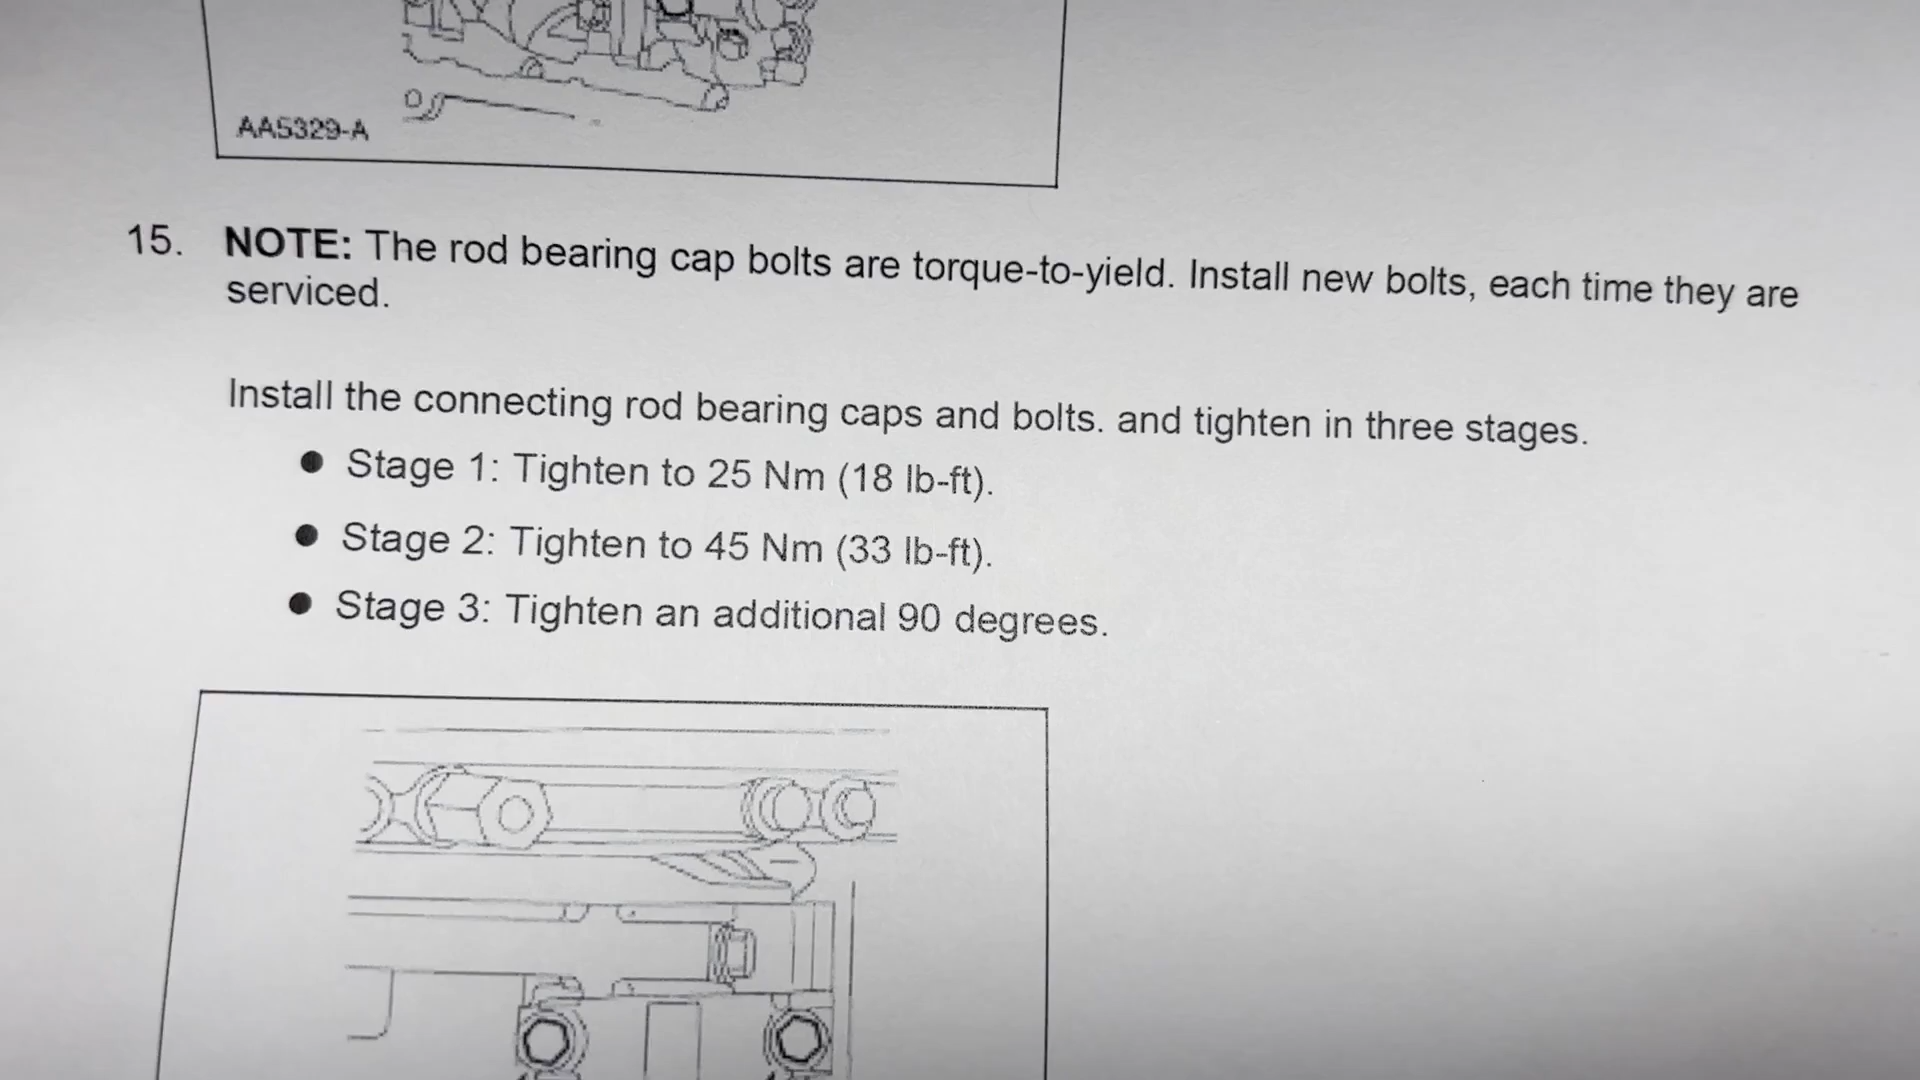 AA5329-A
15. NOTE: The rod bearing cap bolts are torque-to-yield. Install new bolts, each time they are
serviced.
Install the connecting rod bearing caps and bolts. and tighten in three stages.
● Stage 1: Tighten to 25 Nm (18 lb-ft).
● Stage 2: Tighten to 45 Nm (33 lb-ft).
● Stage 3: Tighten an additional 90 degrees.